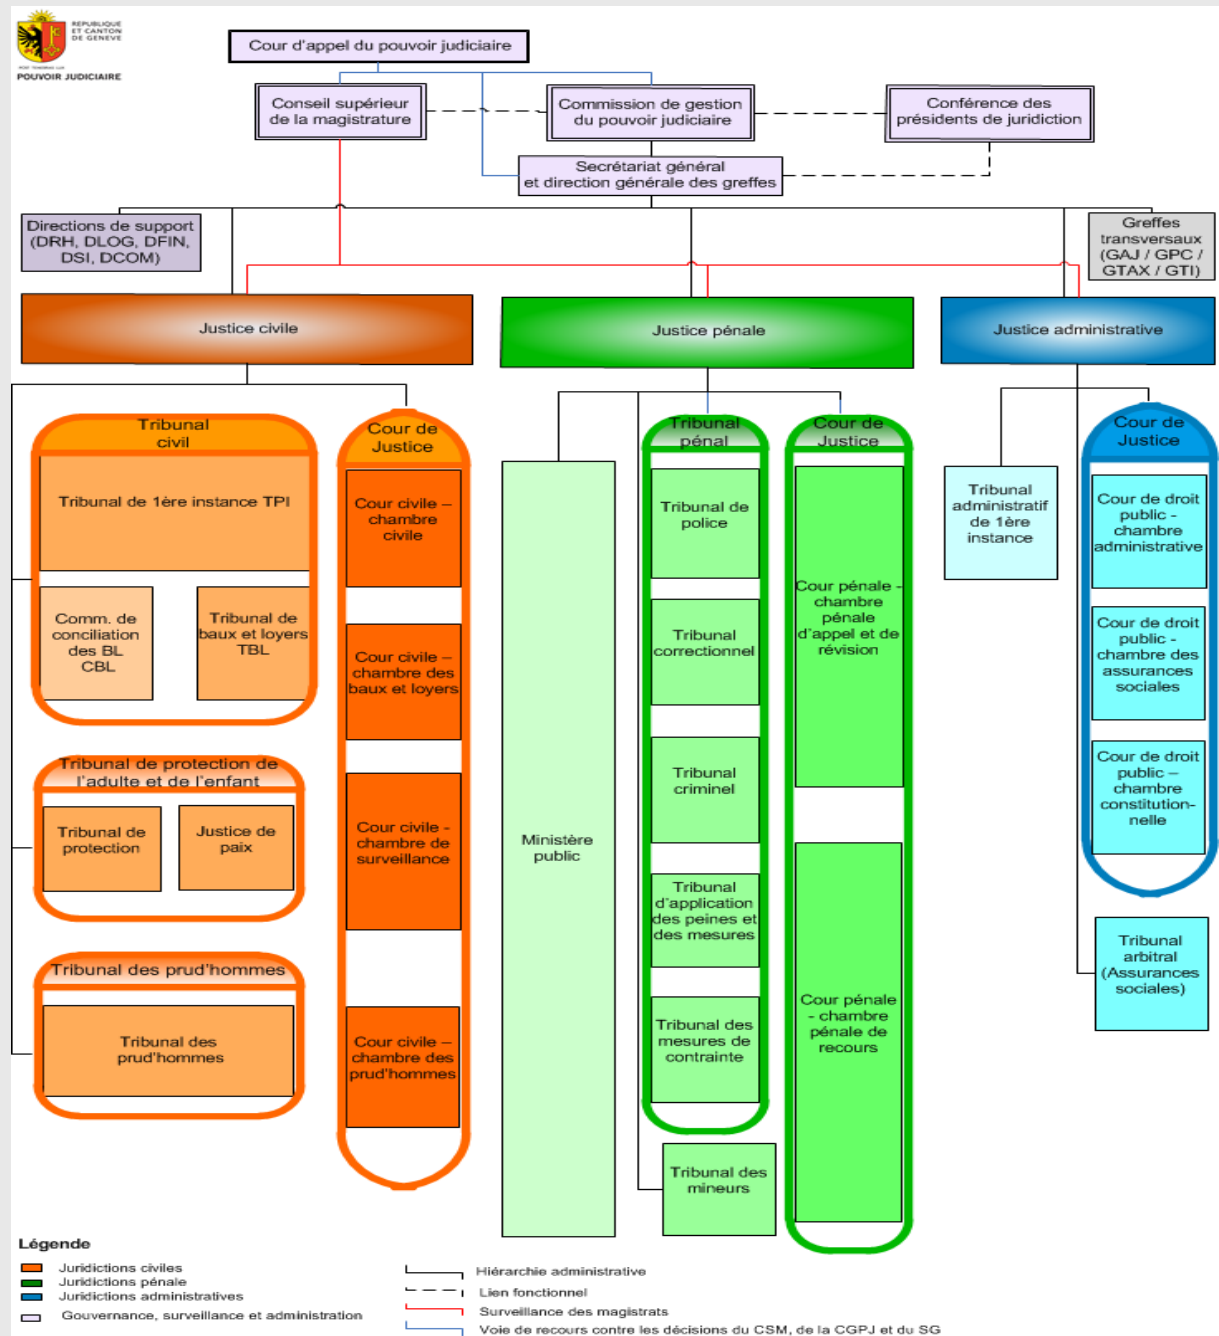 REPUBLIQUE
ET CANTON
DE GENEVE
POST TENEBRAS LUX
POUVOIR JUDICIAIRE
Cour d'appel du pouvoir judiciaire
Conseil supérieur
de la magistrature
Commission de gestion
du pouvoir judiciaire
Conférence des
présidents de juridiction
Secrétariat général
et direction générale des greffes
Directions de support
(DRH, DLOG, DFIN,
DSI, DCOM)
Greffes
transversaux
(GAJ / GPC /
GTAX / GTI)
Justice civile
Justice pénale
Justice administrative
Tribunal
civil
Tribunal de 1ère instance TPI
Comm. de
conciliation
des BL
CBL
Tribunal de
baux et loyers
TBL
Tribunal de protection de
l'adulte et de l'enfant
Tribunal de
protection
Justice de
paix
Tribunal des prud'hommes
Tribunal des
prud'hommes
Cour de
Justice
Cour civile –
chambre
civile
Cour civile –
chambre des
baux et loyers
Cour civile -
chambre de
surveillance
Cour civile –
chambre des
prud'hommes
Ministère
public
Tribunal
pénal
Tribunal de
police
Tribunal
correctionnel
Tribunal
criminel
Tribunal
d'application
des peines et
des mesures
Tribunal des
mesures de
contrainte
Tribunal des
mineurs
Cour de
Justice
Cour pénale -
chambre
pénale
d'appel et de
révision
Cour pénale
- chambre
pénale de
recours
Tribunal
administratif
de 1ère
instance
Cour de
Justice
Cour de droit
public -
chambre
administrative
Cour de droit
public -
chambre des
assurances
sociales
Cour de droit
public –
chambre
constitution-
nelle
Tribunal
arbitral
(Assurances
sociales)
Légende
Juridictions civiles
Juridictions pénale
Juridictions administratives
Gouvernance, surveillance et administration
Hiérarchie administrative
Lien fonctionnel
Surveillance des magistrats
Voie de recours contre les décisions du CSM, de la CGPJ et du SG